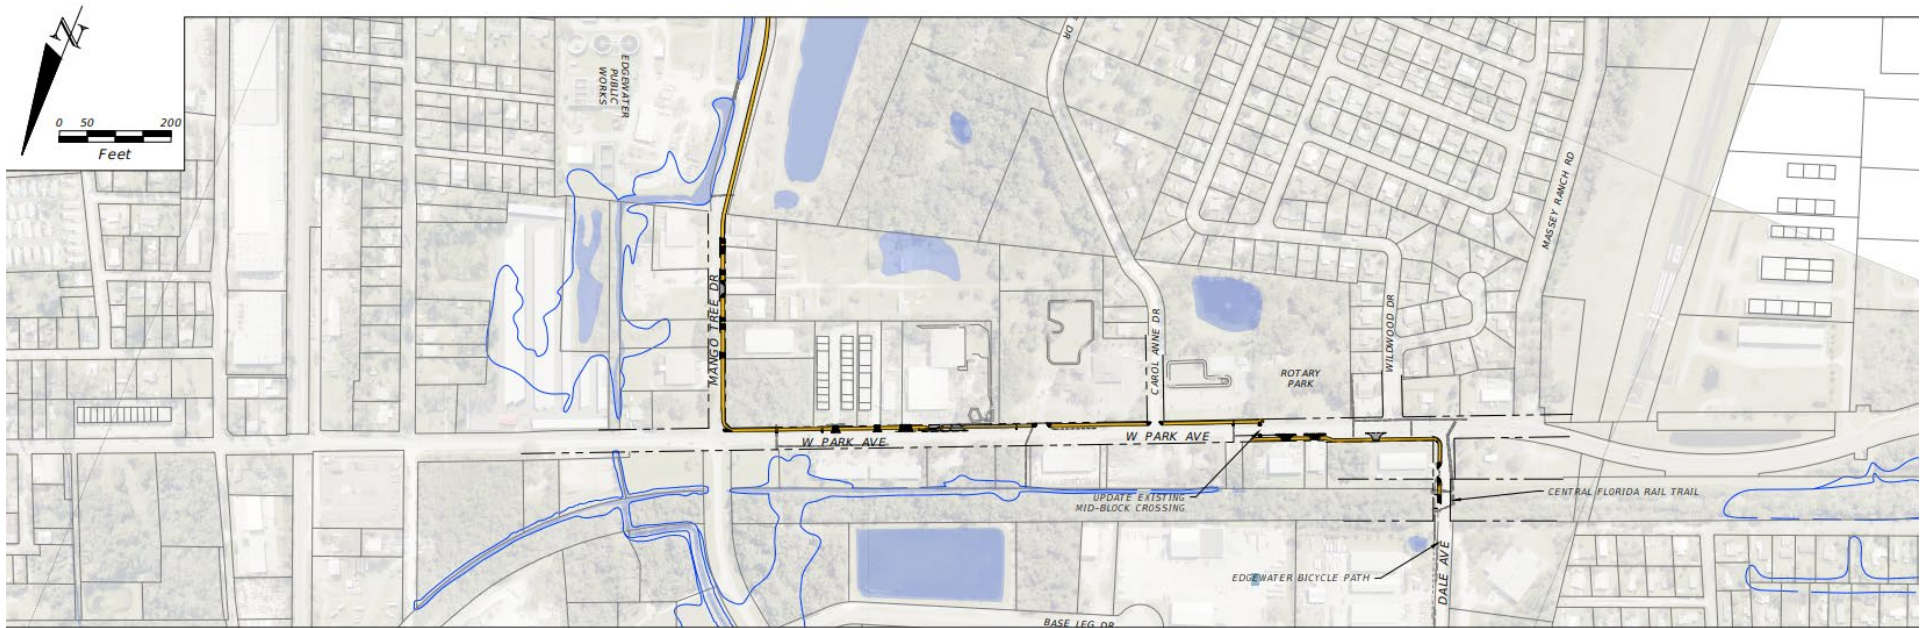 N
0 50 200
Feet
EDGEWATER
PUBLIC
WORKS
DR
MASSEY RANCH RD
MANGO TREE DR
CAROL ANNE DR
WILDWOOD DR
ROTARY
PARK
W PARK AVE
W PARK AVE
UPDATE EXISTING
MID-BLOCK CROSSING
CENTRAL FLORIDA RAIL TRAIL
EDGEWATER BICYCLE PATH
DALE AVE
BASE LEG DR